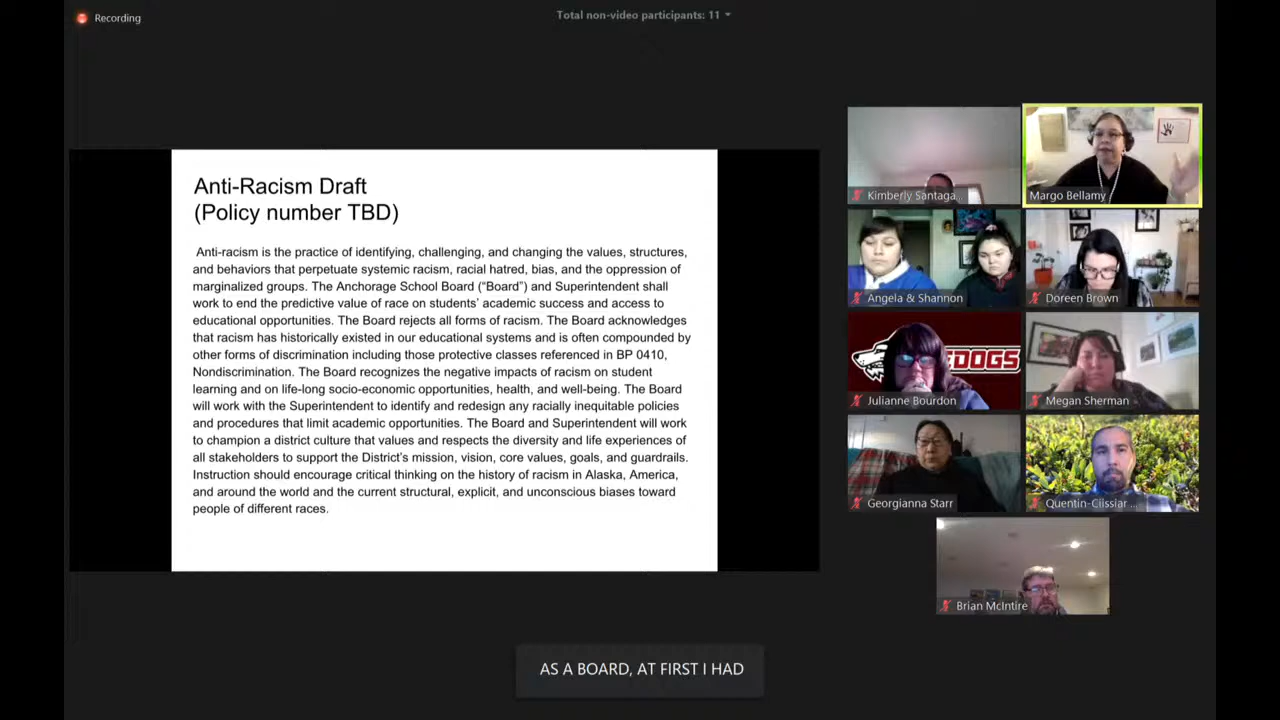 Recording
Total non-video participants: 11
Anti-Racism Draft
(Policy number TBD)
Anti-racism is the practice of identifying, challenging, and changing the values, structures,
and behaviors that perpetuate systemic racism, racial hatred, bias, and the oppression of
marginalized groups. The Anchorage School Board (“Board”) and Superintendent shall
work to end the predictive value of race on students’ academic success and access to
educational opportunities. The Board rejects all forms of racism. The Board acknowledges
that racism has historically existed in our educational systems and is often compounded by
other forms of discrimination including those protective classes referenced in BP 0410,
Nondiscrimination. The Board recognizes the negative impacts of racism on student
learning and on life-long socio-economic opportunities, health, and well-being. The Board
will work with the Superintendent to identify and redesign any racially inequitable policies
and procedures that limit academic opportunities. The Board and Superintendent will work
to champion a district culture that values and respects the diversity and life experiences of
all stakeholders to support the District’s mission, vision, core values, goals, and guardrails.
Instruction should encourage critical thinking on the history of racism in Alaska, America,
and around the world and the current structural, explicit, and unconscious biases toward
people of different races.
Kimberly Santaga...
Margo Bellamy
Angela & Shannon
Doreen Brown
EDOGS
Julianne Bourdon
Megan Sherman
Georgianna Starr
Quentin-Ciissiar ...
Brian McIntire
AS A BOARD, AT FIRST I HAD